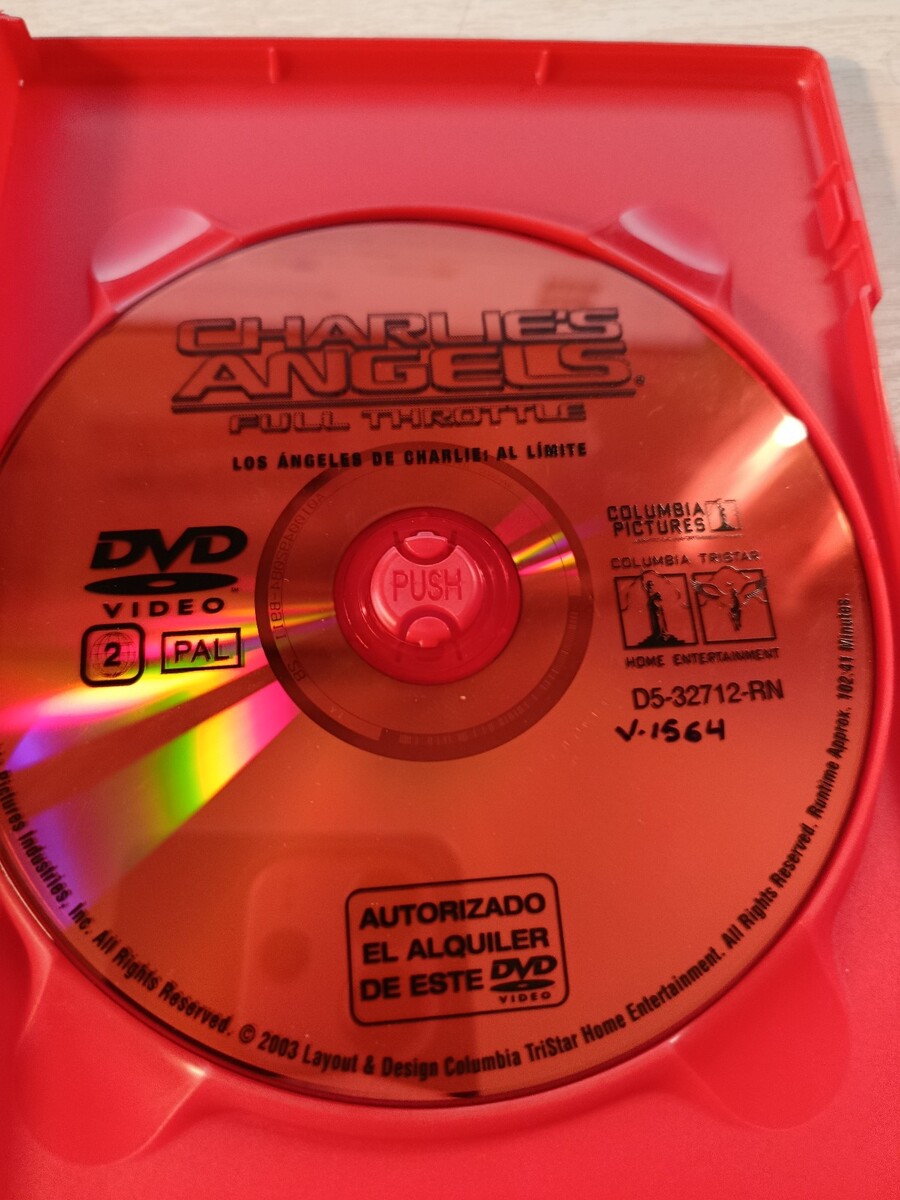 CHARLIE'S
ANGELS
FULL THROTTLE
LOS ÁNGELES DE CHARLIE: AL LÍMITE
DVD
VIDEO
2
PAL
PUSH
COLUMBIA
PICTURES
COLUMBIA TRISTAR
HOME ENTERTAINMENT
D5-32712-RN
V.1564
AUTORIZADO
EL ALQUILER
DE ESTE DVD
VIDEO
Pictures Industries, Inc. All Rights Reserved. © 2003 Layout & Design Columbia TriStar Home Entertainment. All Rights Reserved. Runtime Approx. 102.41 Minutes.